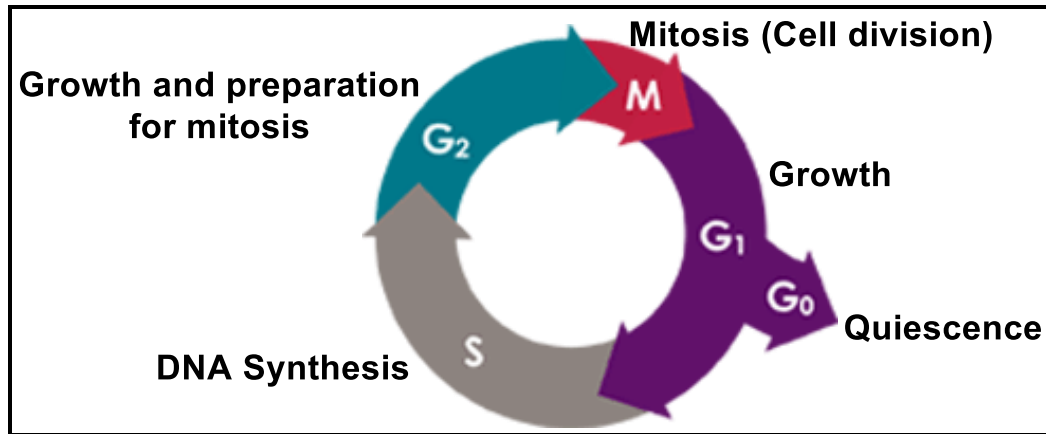 Mitosis (Cell division)
Growth and preparation
for mitosis
M
G₂
Growth
G₁
G₀
Quiescence
S
DNA Synthesis